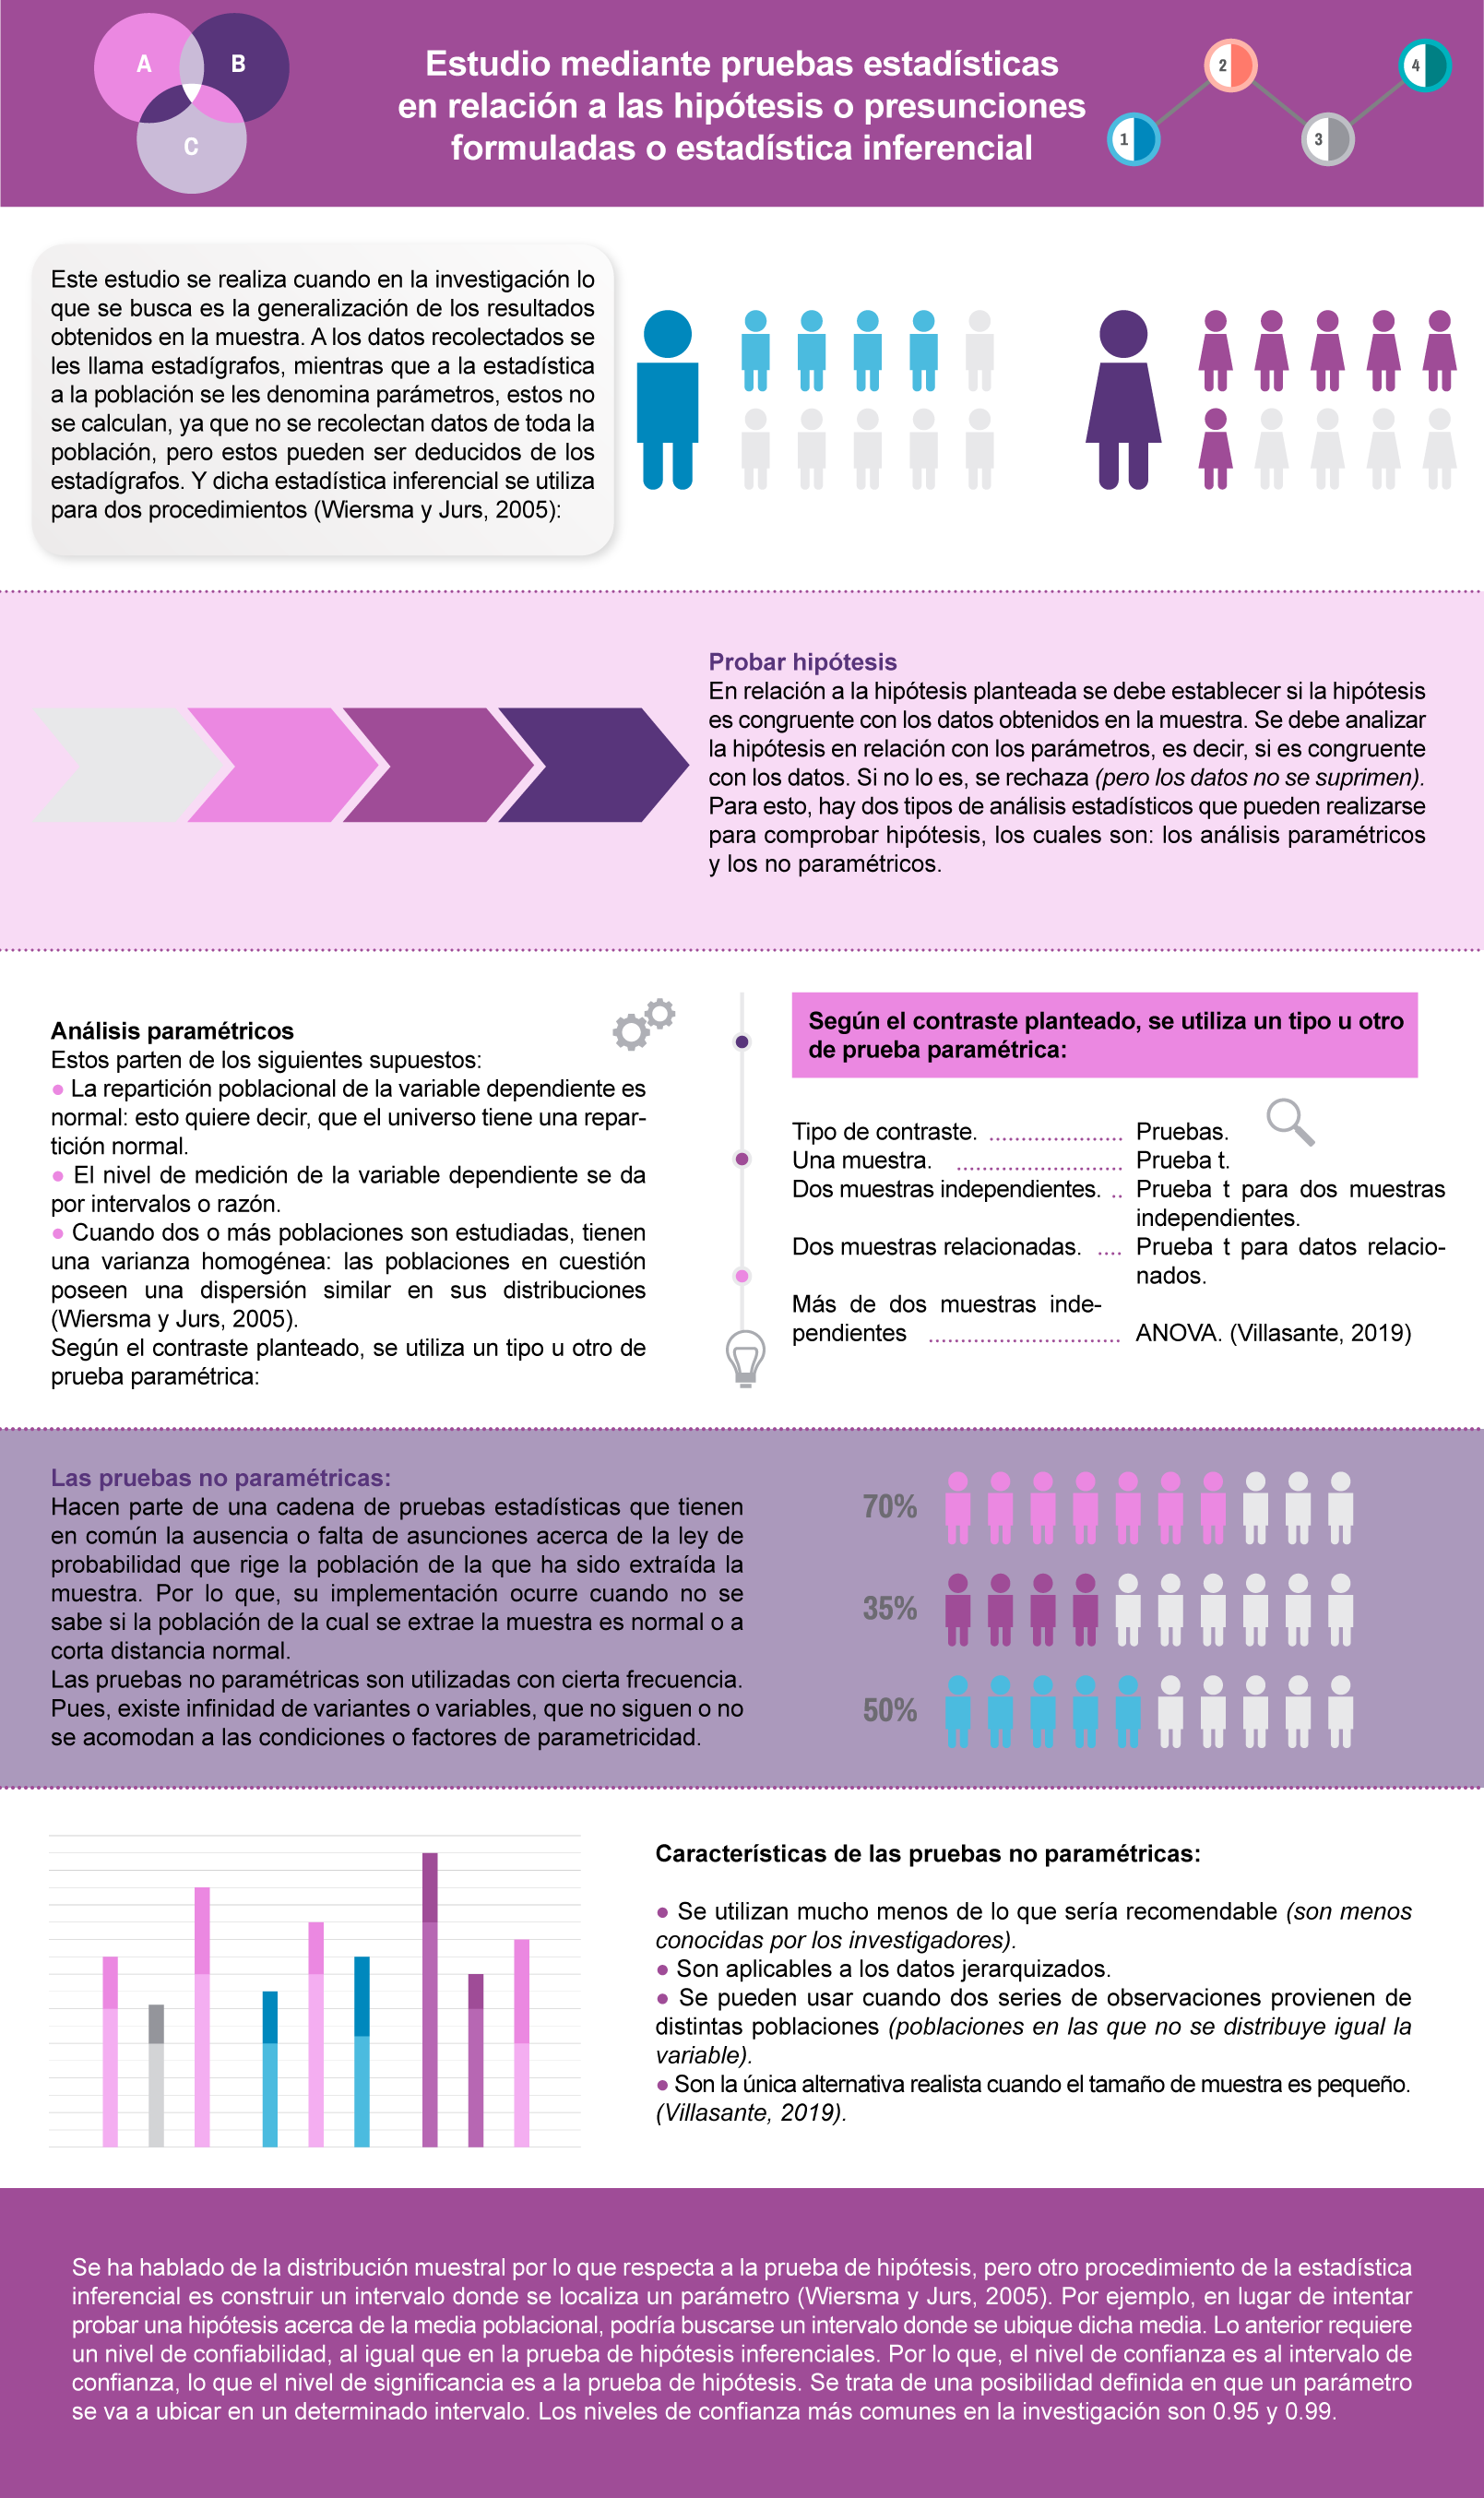 A
B
C
Estudio mediante pruebas estadísticas
en relación a las hipótesis o presunciones
formuladas o estadística inferencial
1
2
3
4
Este estudio se realiza cuando en la investigación lo
que se busca es la generalización de los resultados
obtenidos en la muestra. A los datos recolectados se
les llama estadígrafos, mientras que a la estadística
a la población se les denomina parámetros, estos no
se calculan, ya que no se recolectan datos de toda la
población, pero estos pueden ser deducidos de los
estadígrafos. Y dicha estadística inferencial se utiliza
para dos procedimientos (Wiersma y Jurs, 2005):
Probar hipótesis
En relación a la hipótesis planteada se debe establecer si la hipótesis
es congruente con los datos obtenidos en la muestra. Se debe analizar
la hipótesis en relación con los parámetros, es decir, si es congruente
con los datos. Si no lo es, se rechaza (pero los datos no se suprimen).
Para esto, hay dos tipos de análisis estadísticos que pueden realizarse
para comprobar hipótesis, los cuales son: los análisis paramétricos
y los no paramétricos.
Análisis paramétricos
Estos parten de los siguientes supuestos:
● La repartición poblacional de la variable dependiente es
normal: esto quiere decir, que el universo tiene una repar-
tición normal.
● El nivel de medición de la variable dependiente se da
por intervalos o razón.
● Cuando dos o más poblaciones son estudiadas, tienen
una varianza homogénea: las poblaciones en cuestión
poseen una dispersión similar en sus distribuciones
(Wiersma y Jurs, 2005).
Según el contraste planteado, se utiliza un tipo u otro de
prueba paramétrica:
Según el contraste planteado, se utiliza un tipo u otro
de prueba paramétrica:
Tipo de contraste. ..................... Pruebas.
Una muestra. .......................... Prueba t.
Dos muestras independientes. .. Prueba t para dos muestras
independientes.
Dos muestras relacionadas. .... Prueba t para datos relacio-
nados.
Más de dos muestras inde-
pendientes .............................. ANOVA. (Villasante, 2019)
Las pruebas no paramétricas:
Hacen parte de una cadena de pruebas estadísticas que tienen
en común la ausencia o falta de asunciones acerca de la ley de
probabilidad que rige la población de la que ha sido extraída la
muestra. Por lo que, su implementación ocurre cuando no se
sabe si la población de la cual se extrae la muestra es normal o a
corta distancia normal.
Las pruebas no paramétricas son utilizadas con cierta frecuencia.
Pues, existe infinidad de variantes o variables, que no siguen o no
se acomodan a las condiciones o factores de parametricidad.
70%
35%
50%
Características de las pruebas no paramétricas:
● Se utilizan mucho menos de lo que sería recomendable (son menos
conocidas por los investigadores).
● Son aplicables a los datos jerarquizados.
● Se pueden usar cuando dos series de observaciones provienen de
distintas poblaciones (poblaciones en las que no se distribuye igual la
variable).
● Son la única alternativa realista cuando el tamaño de muestra es pequeño.
(Villasante, 2019).
Se ha hablado de la distribución muestral por lo que respecta a la prueba de hipótesis, pero otro procedimiento de la estadística
inferencial es construir un intervalo donde se localiza un parámetro (Wiersma y Jurs, 2005). Por ejemplo, en lugar de intentar
probar una hipótesis acerca de la media poblacional, podría buscarse un intervalo donde se ubique dicha media. Lo anterior requiere
un nivel de confiabilidad, al igual que en la prueba de hipótesis inferenciales. Por lo que, el nivel de confianza es al intervalo de
confianza, lo que el nivel de significancia es a la prueba de hipótesis. Se trata de una posibilidad definida en que un parámetro
se va a ubicar en un determinado intervalo. Los niveles de confianza más comunes en la investigación son 0.95 y 0.99.